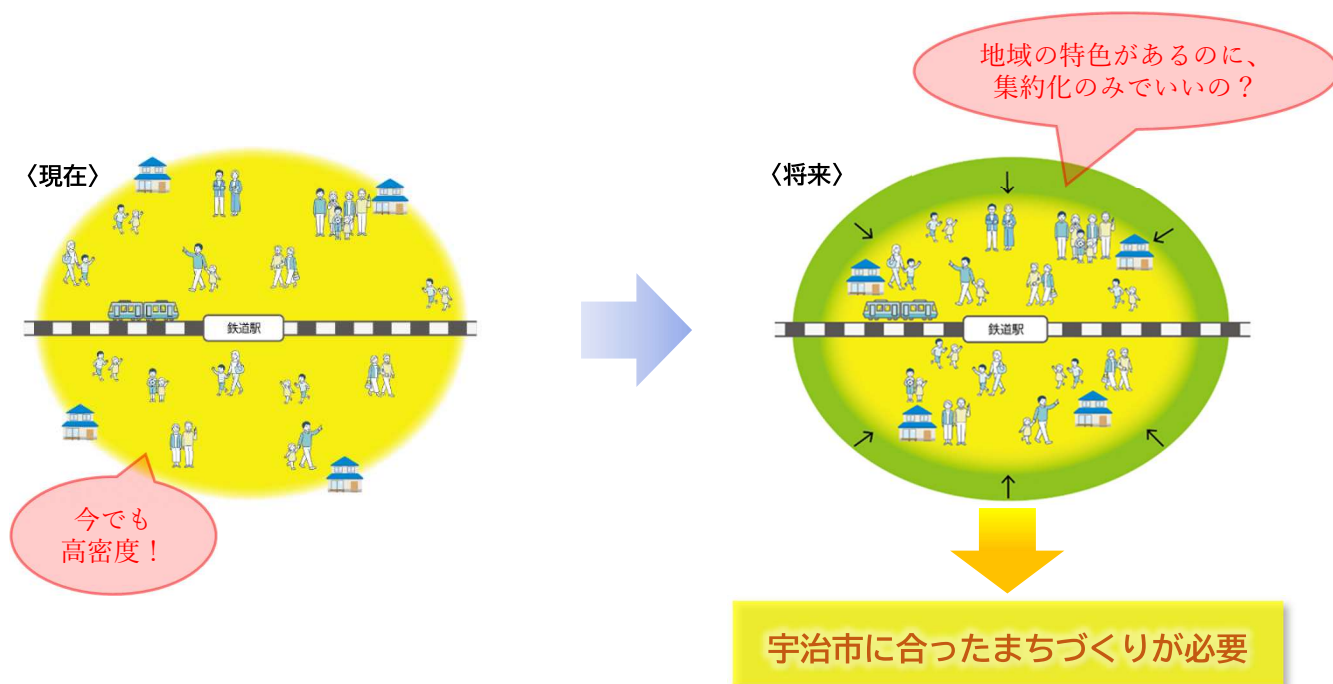 地域の特色があるのに、
集約化のみでいいの？
〈現在〉
〈将来〉
鉄道駅
鉄道駅
今でも
高密度！
宇治市に合ったまちづくりが必要